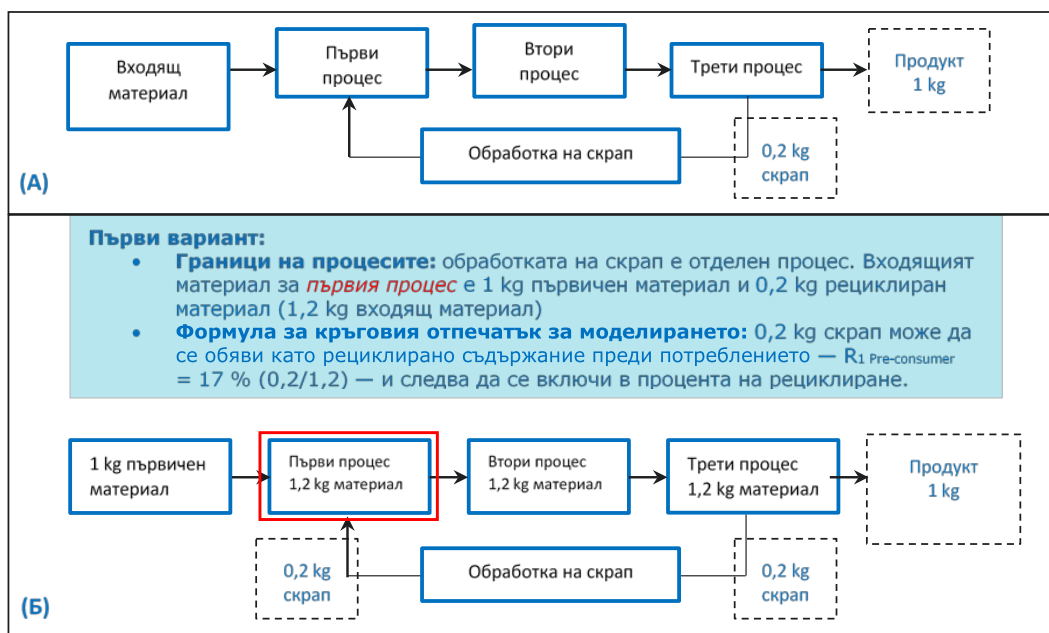 Входящ
материал
Първи
процес
Втори
процес
Трети процес
Продукт
1 kg
Обработка на скрап
0,2 kg
скрап
(А)
Първи вариант:
• Граници на процесите: обработката на скрап е отделен процес. Входящият
материал за първия процес е 1 kg първичен материал и 0,2 kg рециклиран
материал (1,2 kg входящ материал)
• Формула за кръговия отпечатък за моделирането: 0,2 kg скрап може да
се обяви като рециклирано съдържание преди потреблението — R1 Pre-consumer
= 17 % (0,2/1,2) — и следва да се включи в процента на рециклиране.
1 kg първичен
материал
Първи процес
1,2 kg материал
Втори процес
1,2 kg материал
Трети процес
1,2 kg материал
Продукт
1 kg
0,2 kg
скрап
Обработка на скрап
0,2 kg
скрап
(Б)